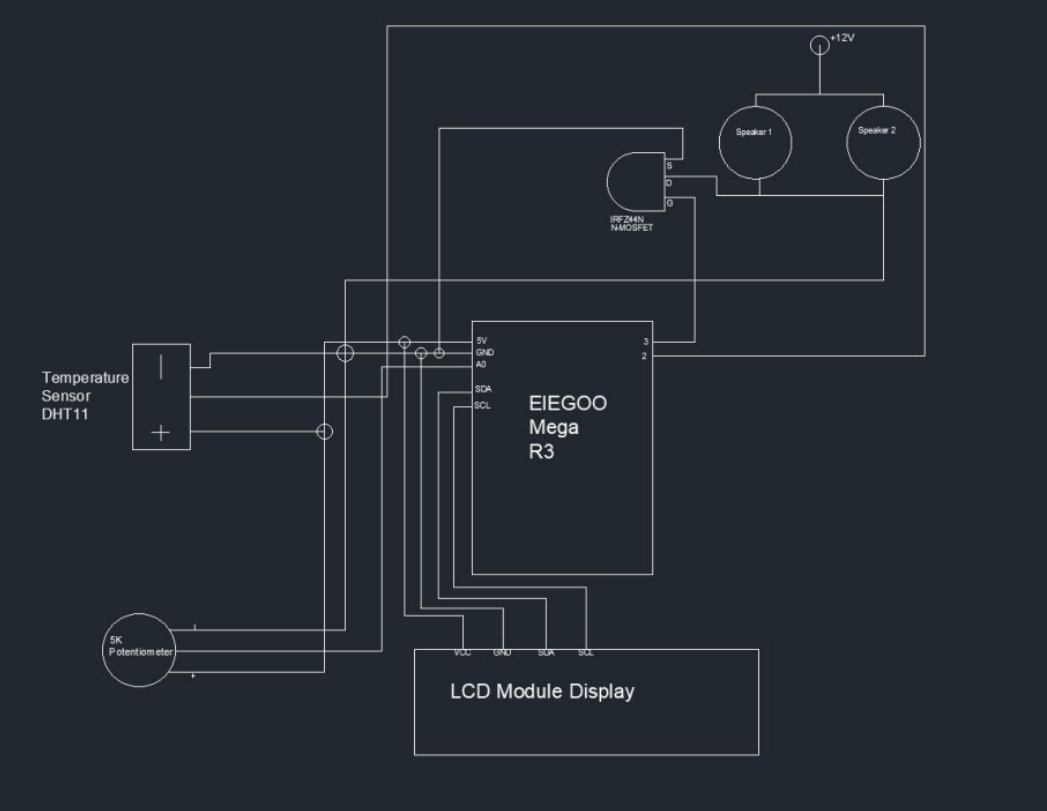 +12V
Speaker 1
Speaker 2
S
D
G
IRFZ44N
N-MOSFET
5V
GND
A0
SDA
SCL
3
2
EIEGOO
Mega
R3
Temperature
Sensor
DHT11
5K
Potentiometer
+
VCC
GND
SDA
SCL
LCD Module Display